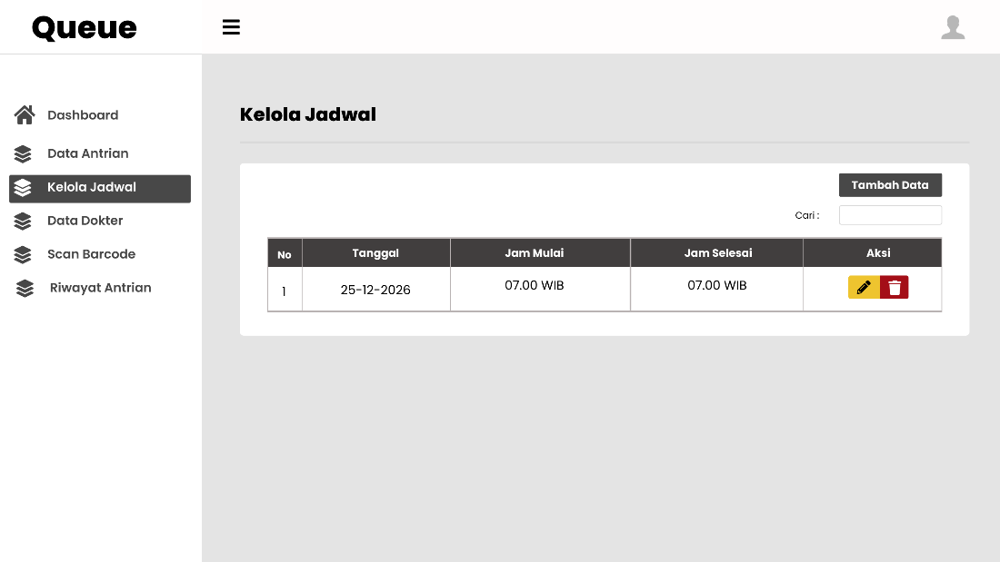 Queue
Dashboard
Data Antrian
Kelola Jadwal
Data Dokter
Scan Barcode
Riwayat Antrian
Kelola Jadwal
Tambah Data
Cari :
No Tanggal Jam Mulai Jam Selesai Aksi
1 25-12-2026 07.00 WIB 07.00 WIB